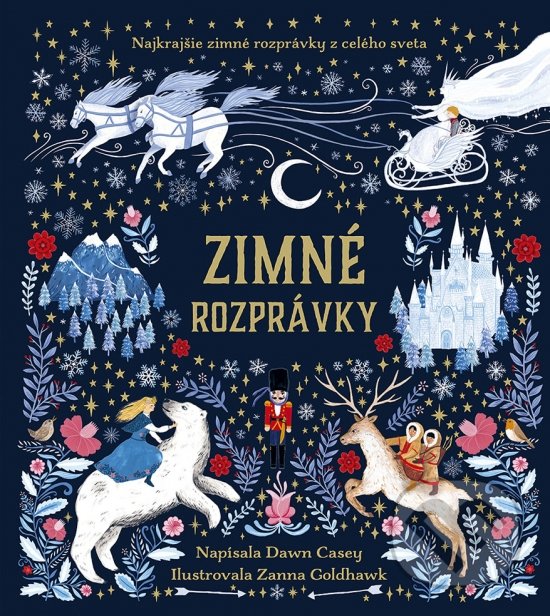 Najkrajšie zimné rozprávky z celého sveta
ZIMNÉ
ROZPRÁVKY
Napísala Dawn Casey
Ilustrovala Zanna Goldhawk